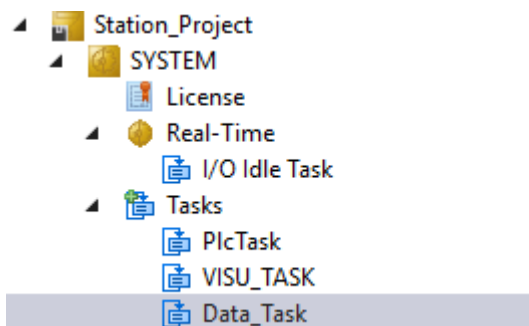 Station_Project
SYSTEM
License
Real-Time
I/O Idle Task
Tasks
PlcTask
VISU_TASK
Data_Task